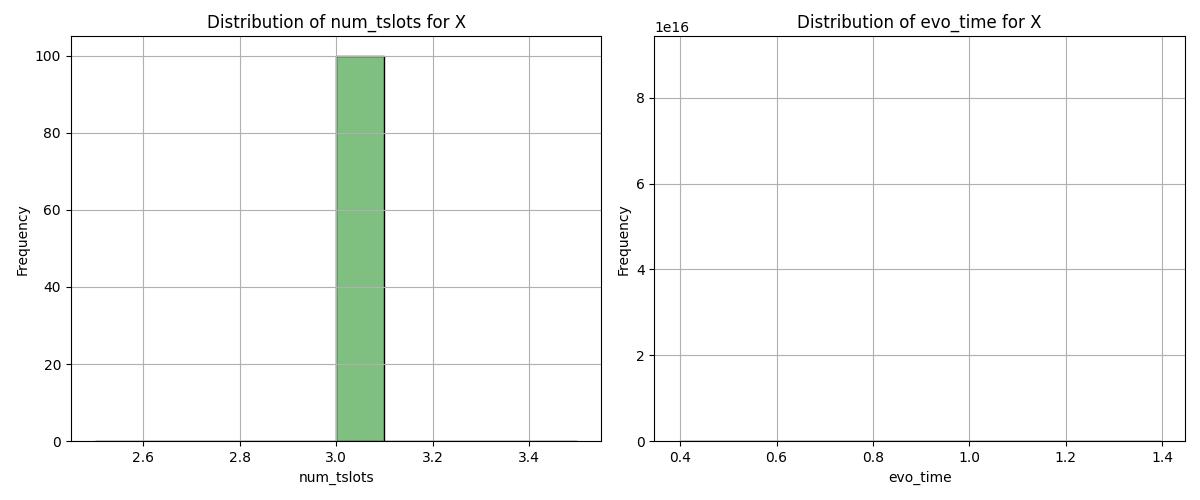 Distribution of num_tslots for X
100
80
60
40
20
0
Frequency
2.6 2.8 3.0 3.2 3.4
num_tslots
Distribution of evo_time for X
1e16
8
6
4
2
0
Frequency
0.4 0.6 0.8 1.0 1.2 1.4
evo_time